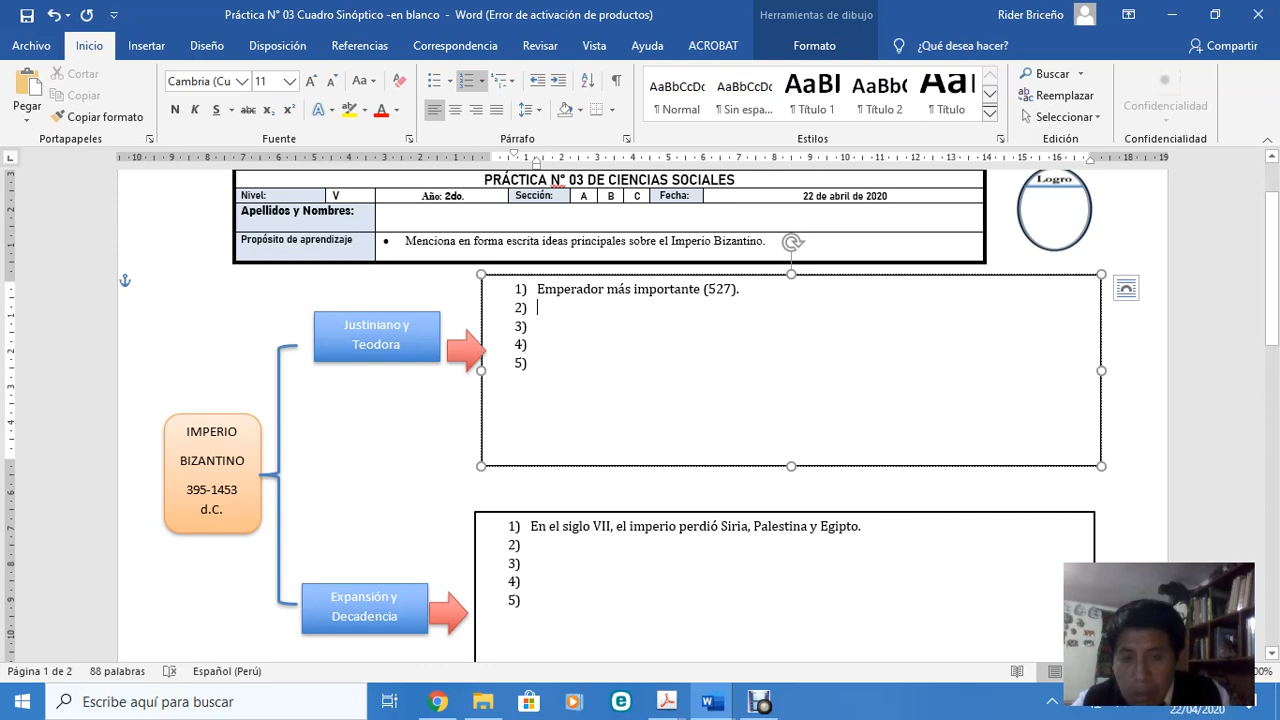 Práctica N° 03 Cuadro Sinóptico -en blanco - Word (Error de activación de productos)
Herramientas de dibujo
Rider Briceño
Archivo
Inicio
Insertar
Diseño
Disposición
Referencias
Correspondencia
Revisar
Vista
Ayuda
ACROBAT
Formato
¿Qué desea hacer?
Compartir
Pegar
Cortar
Copiar
Copiar formato
Portapapeles
Cambria (Cu
11
Fuente
Párrafo
AaBbCcDc
¶ Normal
AaBbCcDc
¶ Sin espa...
AaBl
¶ Título 1
AaBbCc
¶ Título 2
AaI
¶ Título
Estilos
Buscar
Reemplazar
Seleccionar
Edición
Confidencialidad
Confidencialidad
PRÁCTICA N° 03 DE CIENCIAS SOCIALES
Nivel: V Año: 2do. Sección: A B C Fecha: 22 de abril de 2020
Apellidos y Nombres:
Propósito de aprendizaje • Menciona en forma escrita ideas principales sobre el Imperio Bizantino.
Logro
1) Emperador más importante (527).
2)
3)
4)
5)
Justiniano y
Teodora
IMPERIO
BIZANTINO
395-1453
d.C.
1) En el siglo VII, el imperio perdió Siria, Palestina y Egipto.
2)
3)
4)
5)
Expansión y
Decadencia
Página 1 de 2
88 palabras
Español (Perú)
00%
Escribe aquí para buscar
22/04/2020